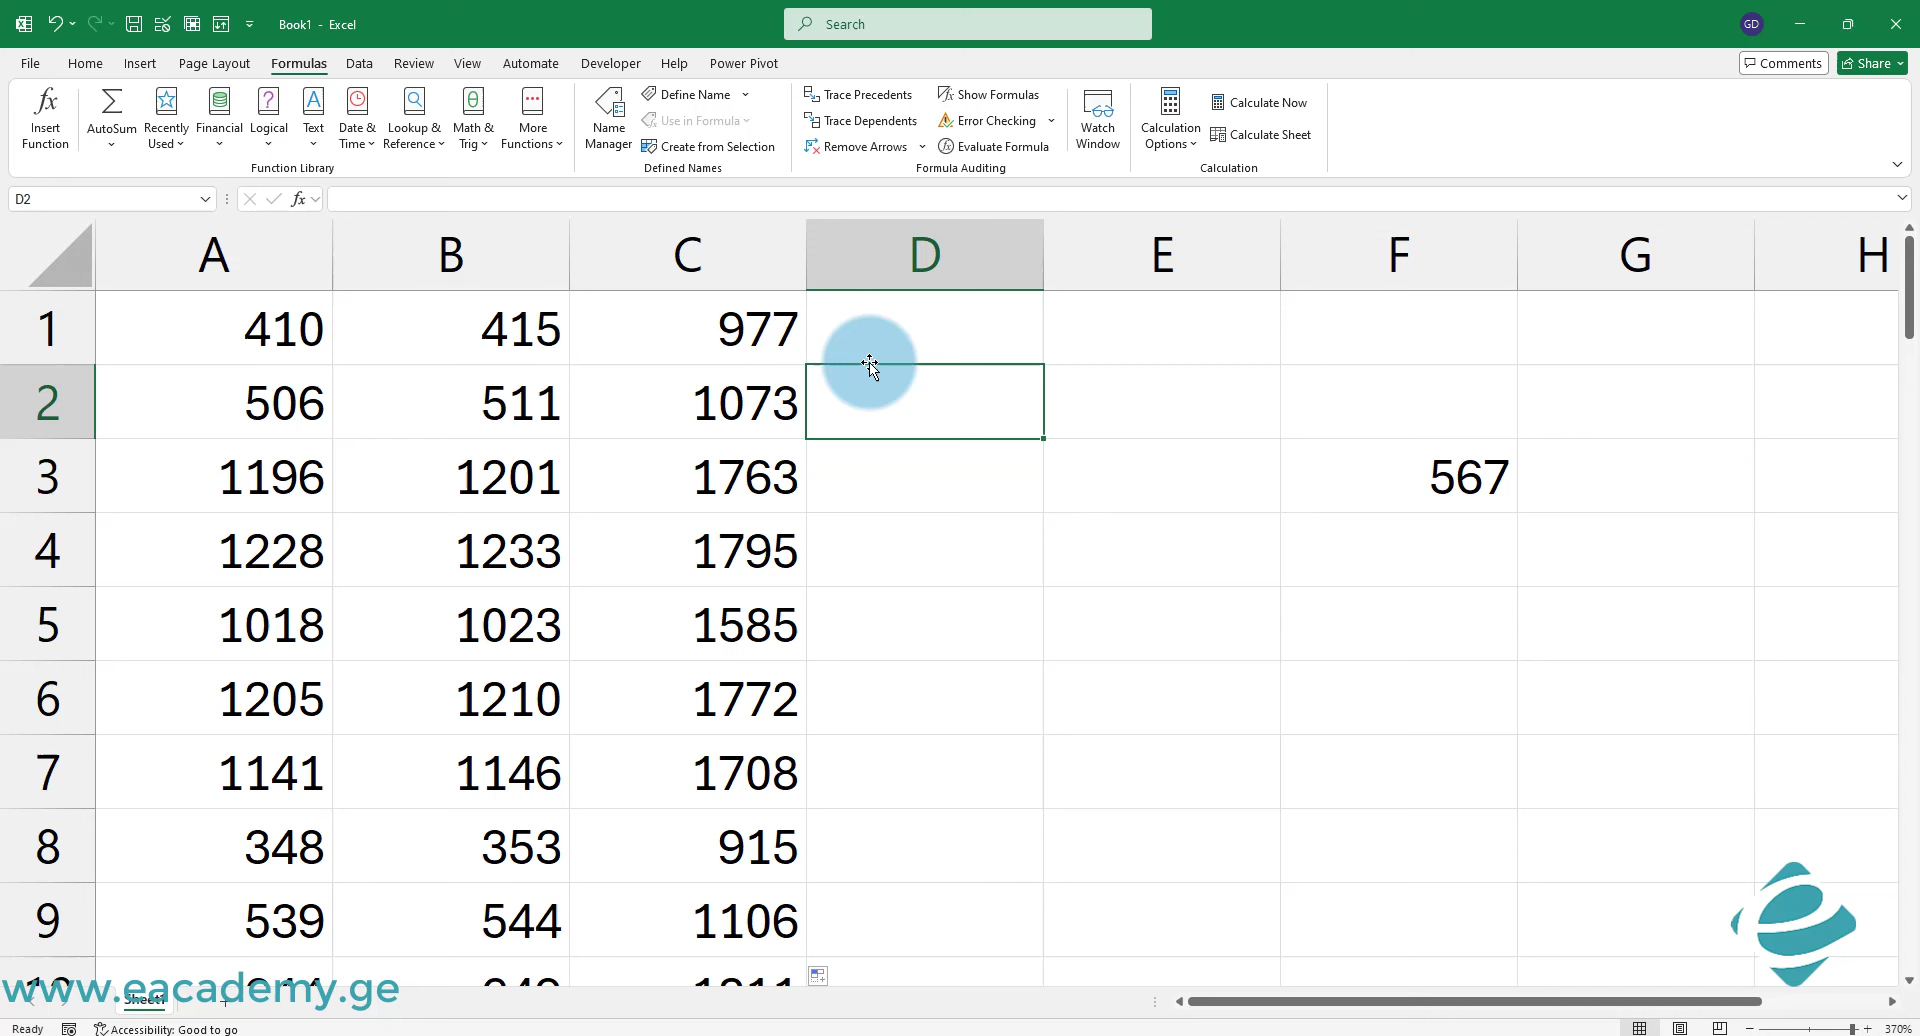 Book1 - Excel
Search
GD
File Home Insert Page Layout Formulas Data Review View Automate Developer Help Power Pivot
Comments Share
fx Insert Function
AutoSum
Recently Used
Financial
Logical
Text
Date & Time
Lookup & Reference
Math & Trig
More Functions
Function Library
Name Manager
Define Name
Use in Formula
Create from Selection
Defined Names
Trace Precedents
Trace Dependents
Remove Arrows
Show Formulas
Error Checking
Evaluate Formula
Formula Auditing
Watch Window
Calculation Options
Calculate Now
Calculate Sheet
Calculation
D2 fx
A B C D E F G H
1 410 415 977
2 506 511 1073
3 1196 1201 1763 567
4 1228 1233 1795
5 1018 1023 1585
6 1205 1210 1772
7 1141 1146 1708
8 348 353 915
9 539 544 1106
www.eacademy.ge
Sheet1
Ready Accessibility: Good to go 370%